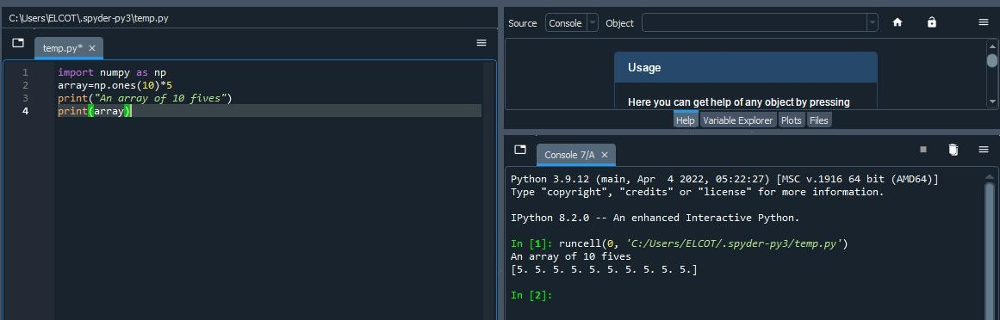 C:\Users\ELCOT\.spyder-py3\temp.py
temp.py*
1 import numpy as np
2 array=np.ones(10)*5
3 print("An array of 10 fives")
4 print(array)
Source Console Object
Usage
Here you can get help of any object by pressing
Help Variable Explorer Plots Files
Console 7/A
Python 3.9.12 (main, Apr  4 2022, 05:22:27) [MSC v.1916 64 bit (AMD64)]
Type "copyright", "credits" or "license" for more information.
IPython 8.2.0 -- An enhanced Interactive Python.
In [1]: runcell(0, 'C:/Users/ELCOT/.spyder-py3/temp.py')
An array of 10 fives
[5. 5. 5. 5. 5. 5. 5. 5. 5. 5.]
In [2]: